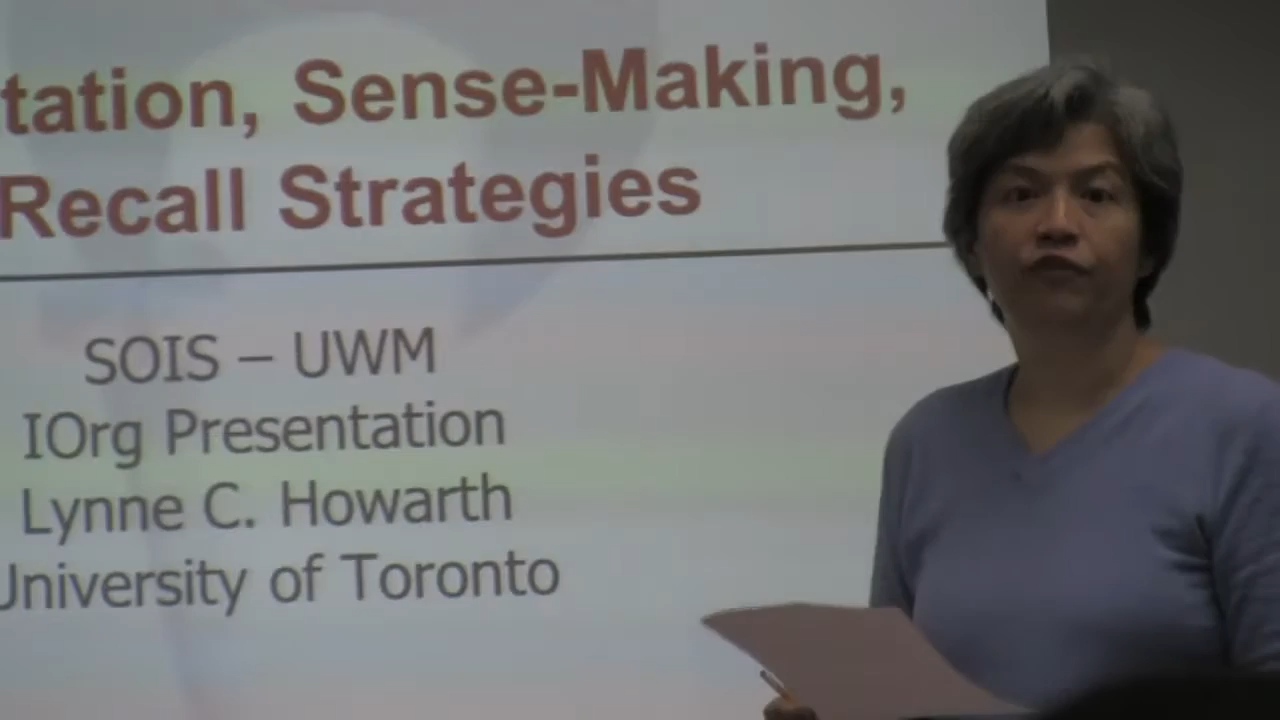 tation, Sense-Making,
Recall Strategies
SOIS – UWM
IOrg Presentation
Lynne C. Howarth
University of Toronto